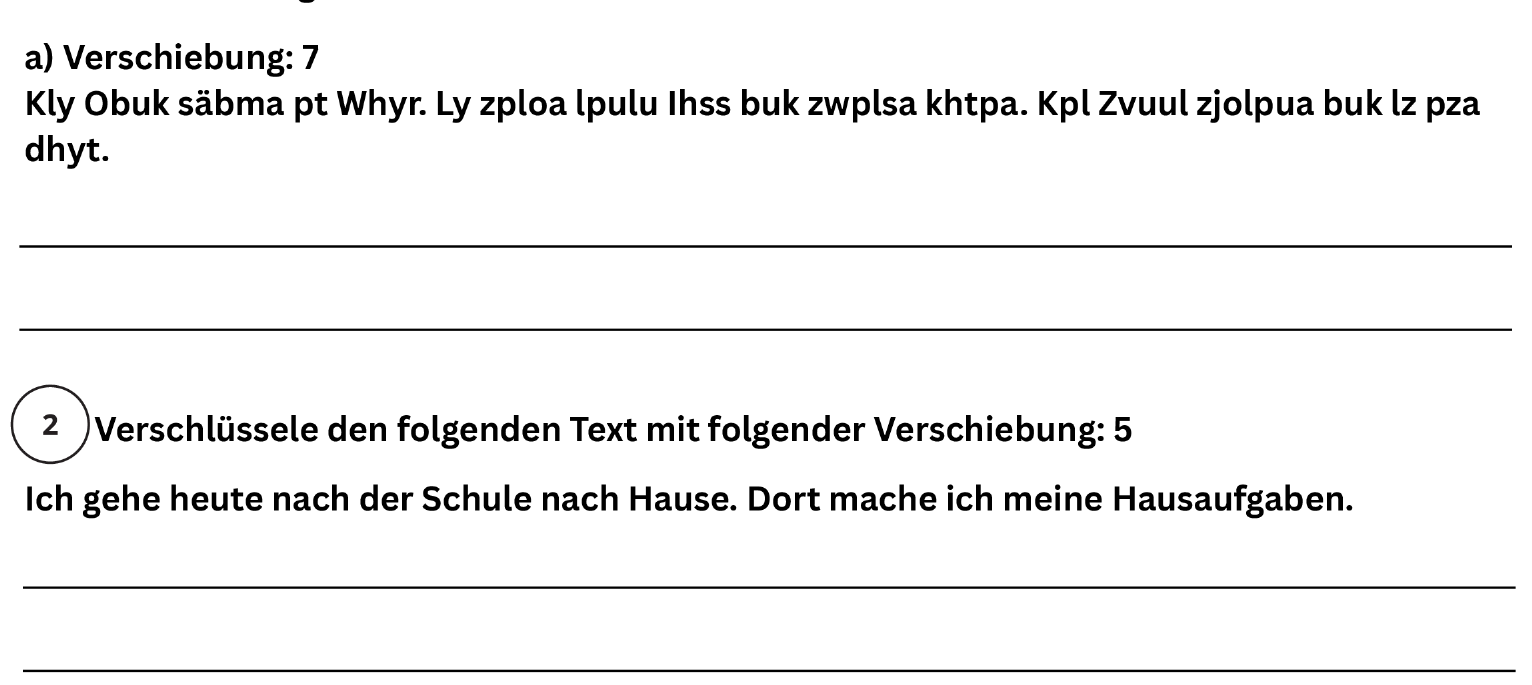 a) Verschiebung: 7
Kly Obuk säbma pt Whyr. Ly zploa lpulu Ihss buk zwplsa khtpa. Kpl Zvuul zjolpua buk lz pza
dhyt.
2 Verschlüssele den folgenden Text mit folgender Verschiebung: 5
Ich gehe heute nach der Schule nach Hause. Dort mache ich meine Hausaufgaben.